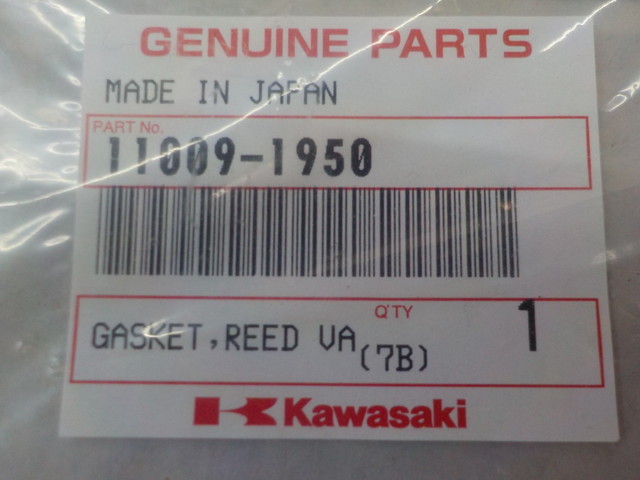 GENUINE PARTS
MADE IN JAPAN
PART No.
11009-1950
Q'TY
GASKET,REED VA 1
(7B)
Kawasaki